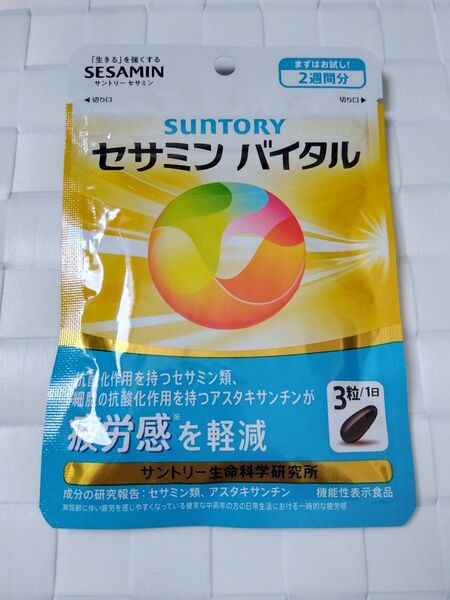 「生きる」を強くする
SESAMIN
サントリー セサミン
まずはお試し!
2週間分
◀切り口
切り口▶
SUNTORY
セサミン バイタル
抗酸化作用を持つセサミン類、
細胞の抗酸化作用を持つアスタキサンチンが
疲労感※を軽減
3粒/1日
サントリー生命科学研究所
成分の研究報告:セサミン類、アスタキサンチン
機能性表示食品
※加齢に伴い疲労を感じやすくなっている健常な中高年の方の日常生活における一時的な疲労感